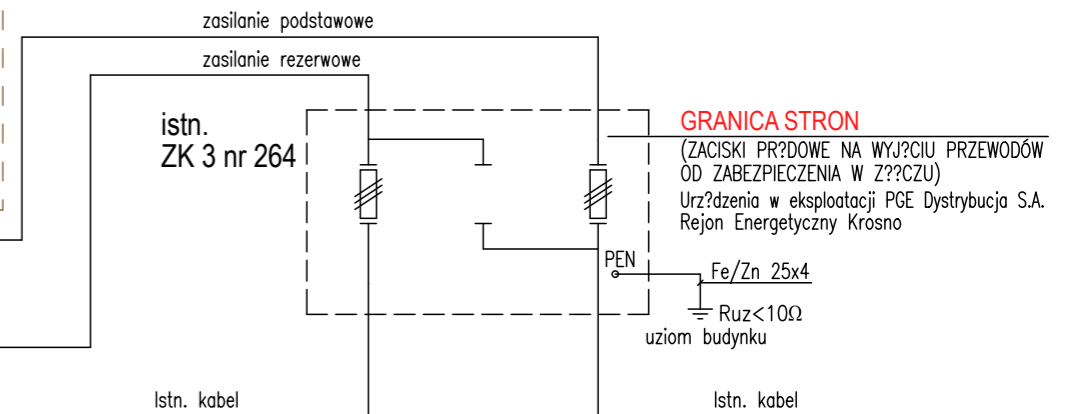 zasilanie podstawowe
zasilanie rezerwowe
istn.
ZK 3 nr 264
GRANICA STRON
(ZACISKI PR?DOWE NA WYJ?CIU PRZEWODÓW
OD ZABEZPIECZENIA W Z??CZU)
Urz?dzenia w eksploatacji PGE Dystrybucja S.A.
Rejon Energetyczny Krosno
PEN
Fe/Zn 25x4
Ruz<10Ω
uziom budynku
Istn. kabel
Istn. kabel